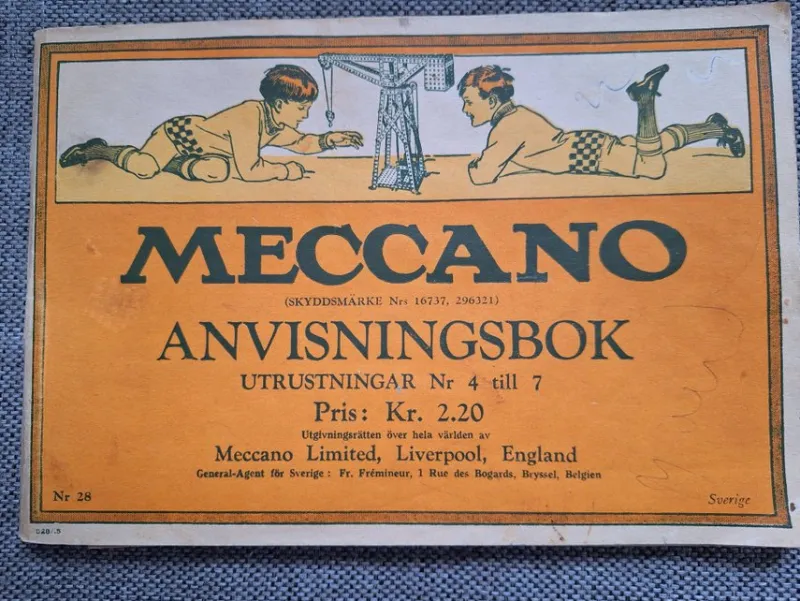 MECCANO
(SKYDDSMÄRKE Nrs 16737, 296321)
ANVISNINGSBOK
UTRUSTNINGAR Nr 4 till 7
Pris: Kr. 2.20
Utgivningsrätten över hela världen av
Meccano Limited, Liverpool, England
General-Agent för Sverige: Fr. Frémineur, 1 Rue des Bogards, Bryssel, Belgien
Nr 28
Sverige